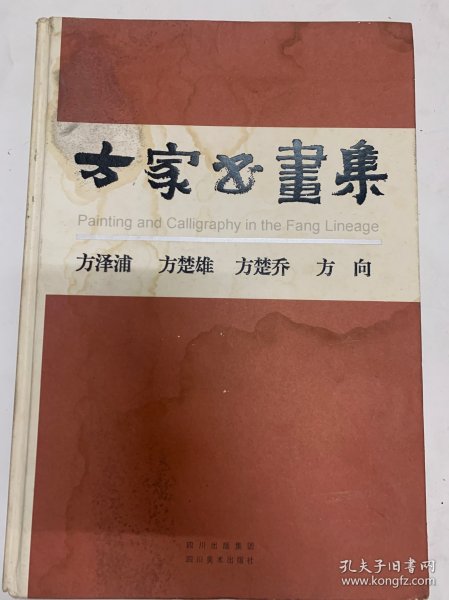 方家书畫集
Painting and Calligraphy in the Fang Lineage
方泽浦 方楚雄 方楚乔 方向
四川出版集团
四川美术出版社
孔夫子旧书网
www.kongfz.com